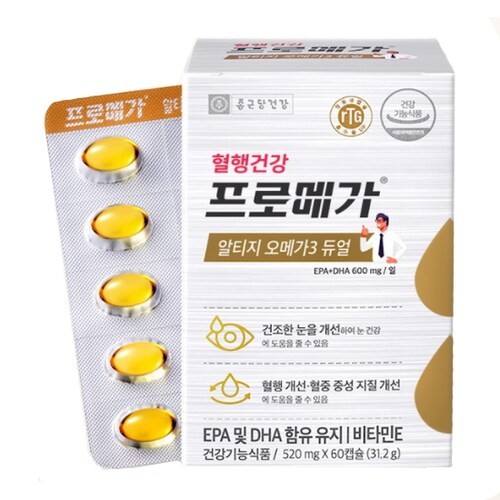 프로메가
알티지
종근당건강
rTG
건강
기능식품
혈행건강
프로메가®
알티지 오메가3 듀얼
EPA+DHA 600 mg / 일
건조한 눈을 개선하여 눈 건강
에 도움을 줄 수 있음
혈행 개선·혈중 중성 지질 개선
에 도움을 줄 수 있음
EPA 및 DHA 함유 유지 | 비타민E
건강기능식품 / 520 mg X 60캡슐 (31.2 g)